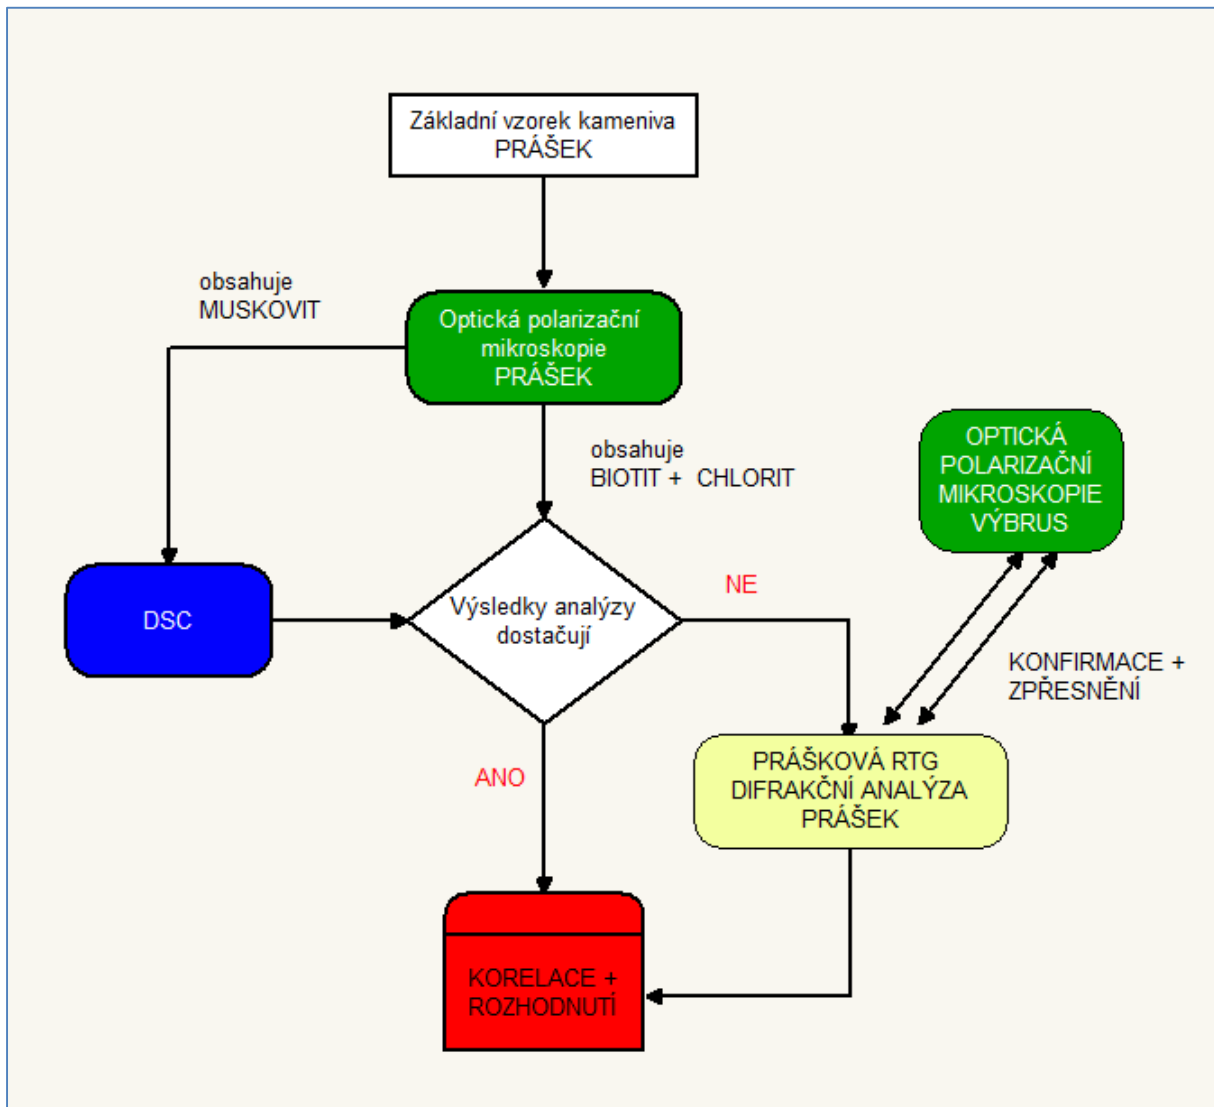 Základní vzorek kameniva
PRÁŠEK
obsahuje
MUSKOVIT
Optická polarizační
mikroskopie
PRÁŠEK
obsahuje
BIOTIT + CHLORIT
OPTICKÁ
POLARIZAČNÍ
MIKROSKOPIE
VÝBRUS
DSC
Výsledky analýzy
dostačují
NE
KONFIRMACE +
ZPŘESNĚNÍ
ANO
PRÁŠKOVÁ RTG
DIFRAKČNÍ ANALÝZA
PRÁŠEK
KORELACE +
ROZHODNUTÍ